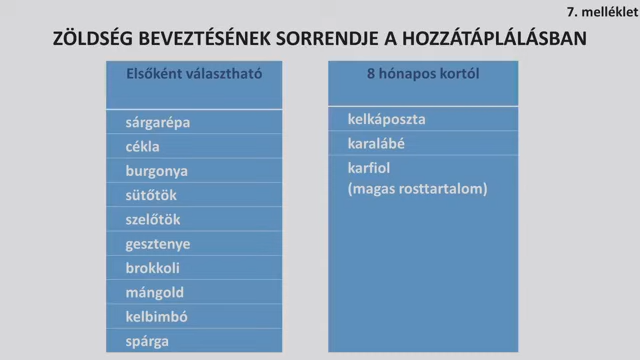 7. melléklet
ZÖLDSÉG BEVEZTÉSÉNEK SORRENDJE A HOZZÁTÁPLÁLÁSBAN
Elsőként választható
sárgarépa
cékla
burgonya
sütőtök
szelőtök
gesztenye
brokkoli
mángold
kelbimbó
spárga
8 hónapos kortól
kelkáposzta
karalábé
karfiol
(magas rosttartalom)